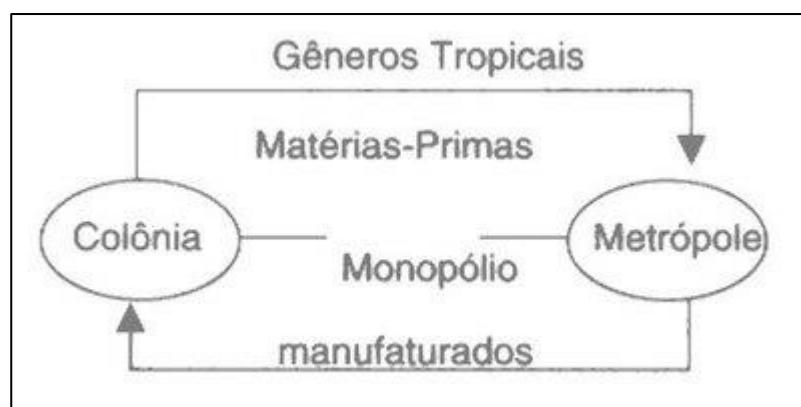 Gêneros Tropicais
Matérias-Primas
Colônia
Metrópole
Monopólio
manufaturados